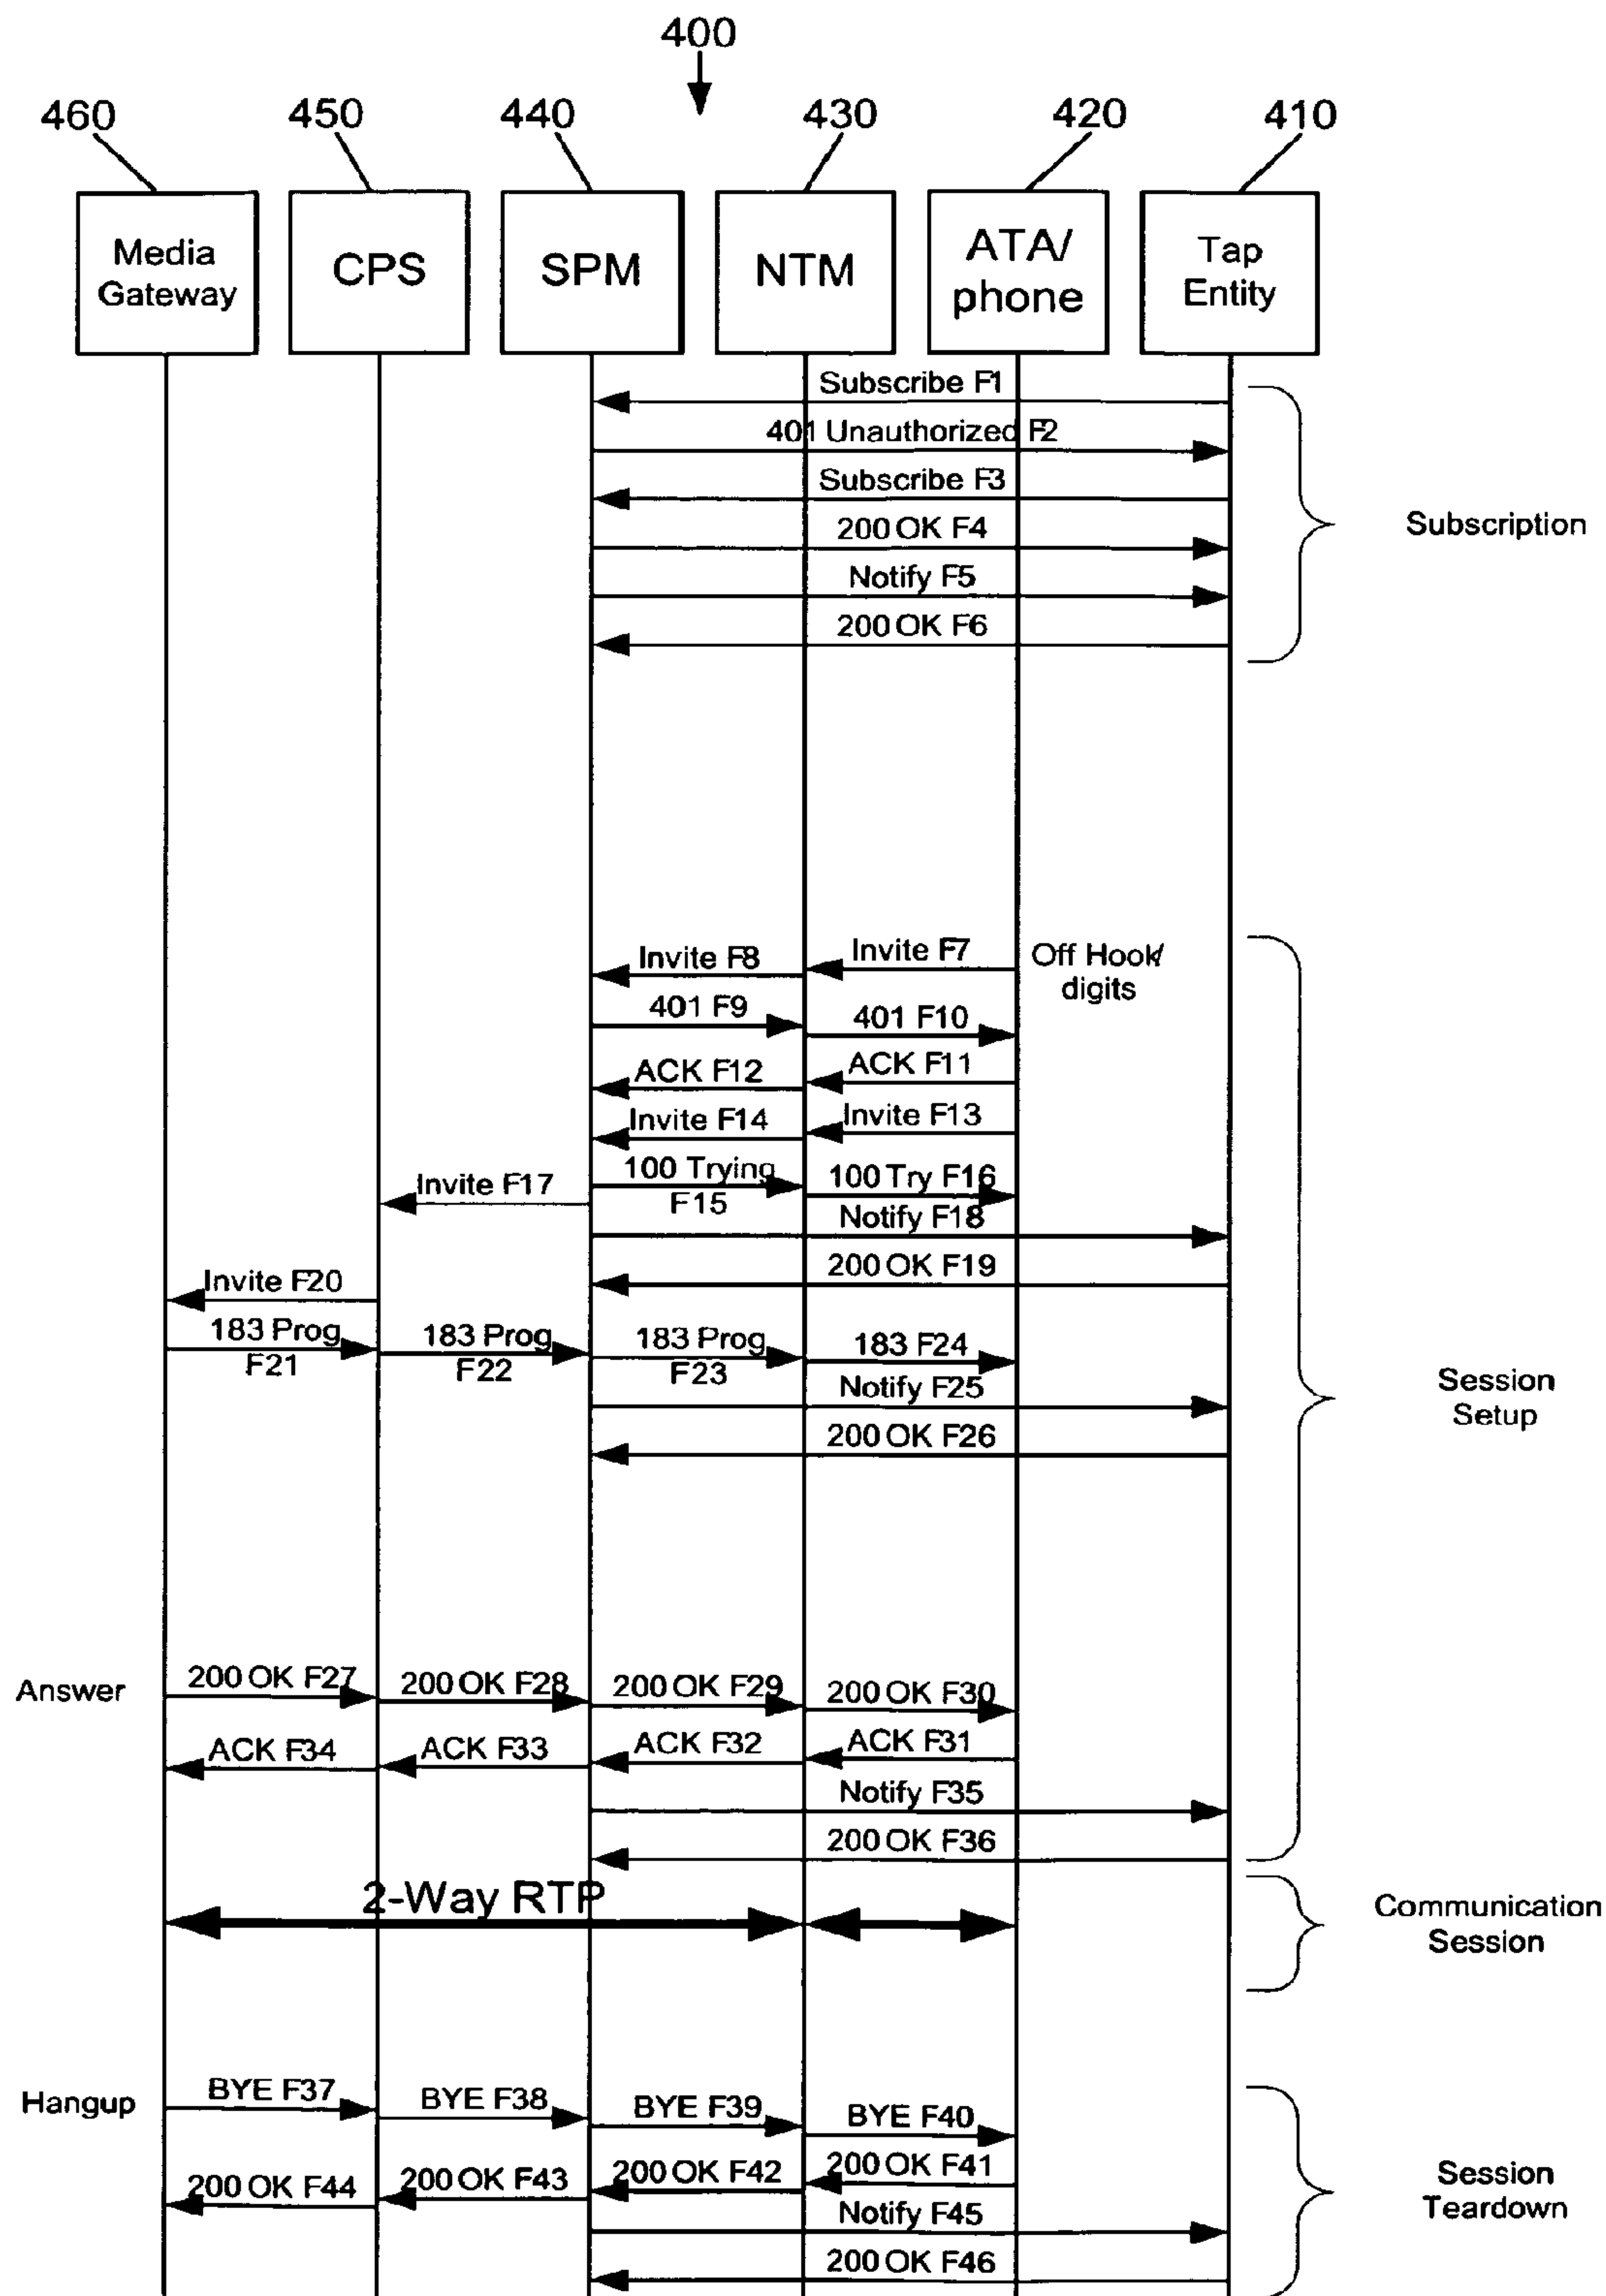 400
460 450 440 430 420 410
Media
Gateway
CPS
SPM
NTM
ATA/
phone
Tap
Entity
Subscribe F1
401 Unauthorized F2
Subscribe F3
200 OK F4
Subscription
Notify F5
200 OK F6
Invite F8
Invite F7
Off Hook/
digits
401 F9
401 F10
ACK F12
ACK F11
Invite F14
Invite F13
Invite F17
100 Trying
F15
100 Try F16
Notify F18
200 OK F19
Invite F20
183 Prog
F21
183 Prog
F22
183 Prog
F23
183 F24
Notify F25
Session
Setup
200 OK F26
Answer
200 OK F27
200 OK F28
200 OK F29
200 OK F30
ACK F34
ACK F33
ACK F32
ACK F31
Notify F35
200 OK F36
2-Way RTP
Communication
Session
Hangup
BYE F37
BYE F38
BYE F39
BYE F40
200 OK F44
200 OK F43
200 OK F42
200 OK F41
Session
Teardown
Notify F45
200 OK F46